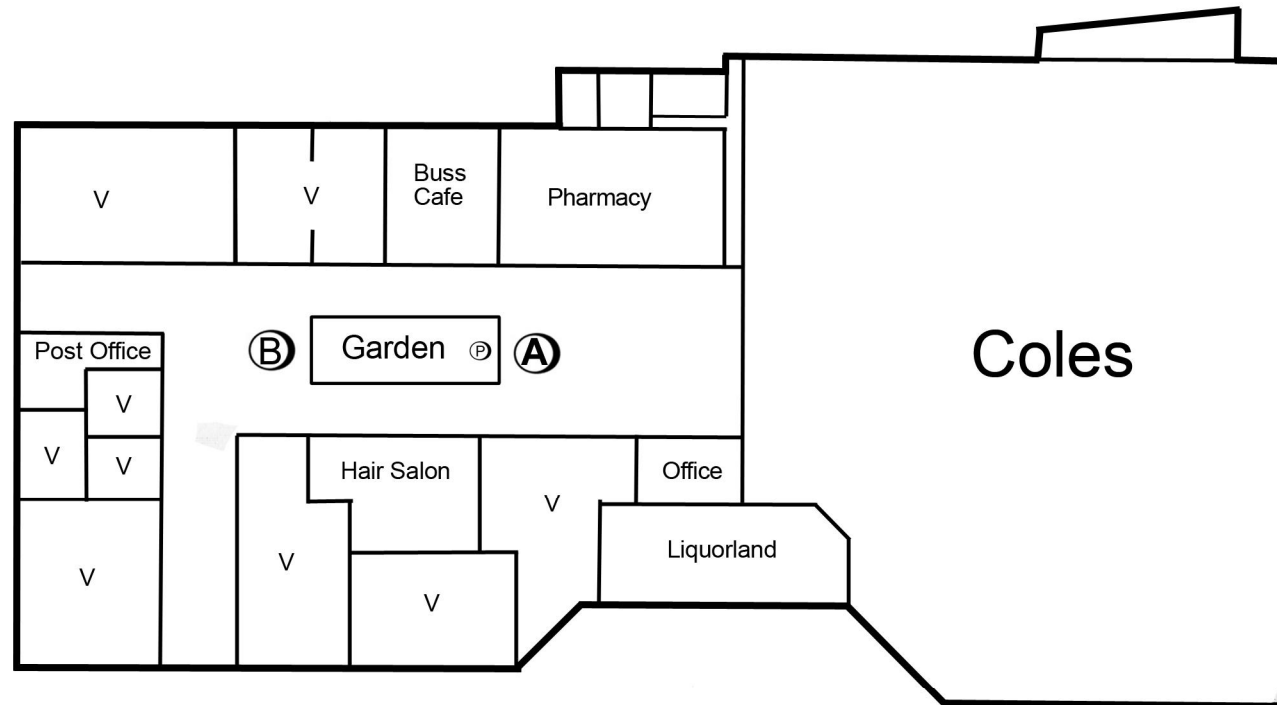 V
V
Buss
Cafe
Pharmacy
Post Office
B
Garden
P
A
Coles
V
V
V
V
V
Hair Salon
V
V
Office
Liquorland